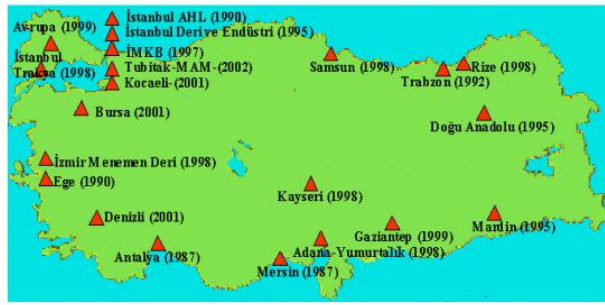 İstanbul AHL (1990)
Avrupa (1999)
İstanbul Deri ve Endüstri (1995)
İMKB (1997)
İstanbul
Trakya (1998)
Tubitak-MAM-(2002)
Kocaeli-(2001)
Samsun (1998)
Rize (1998)
Trabzon (1992)
Bursa (2001)
Doğu Anadolu (1995)
İzmir Menemen Deri (1998)
Ege (1990)
Kayseri (1998)
Denizli (2001)
Mardin (1995)
Gaziantep (1999)
Antalya (1987)
Adana-Yumurtalık (1998)
Mersin (1987)